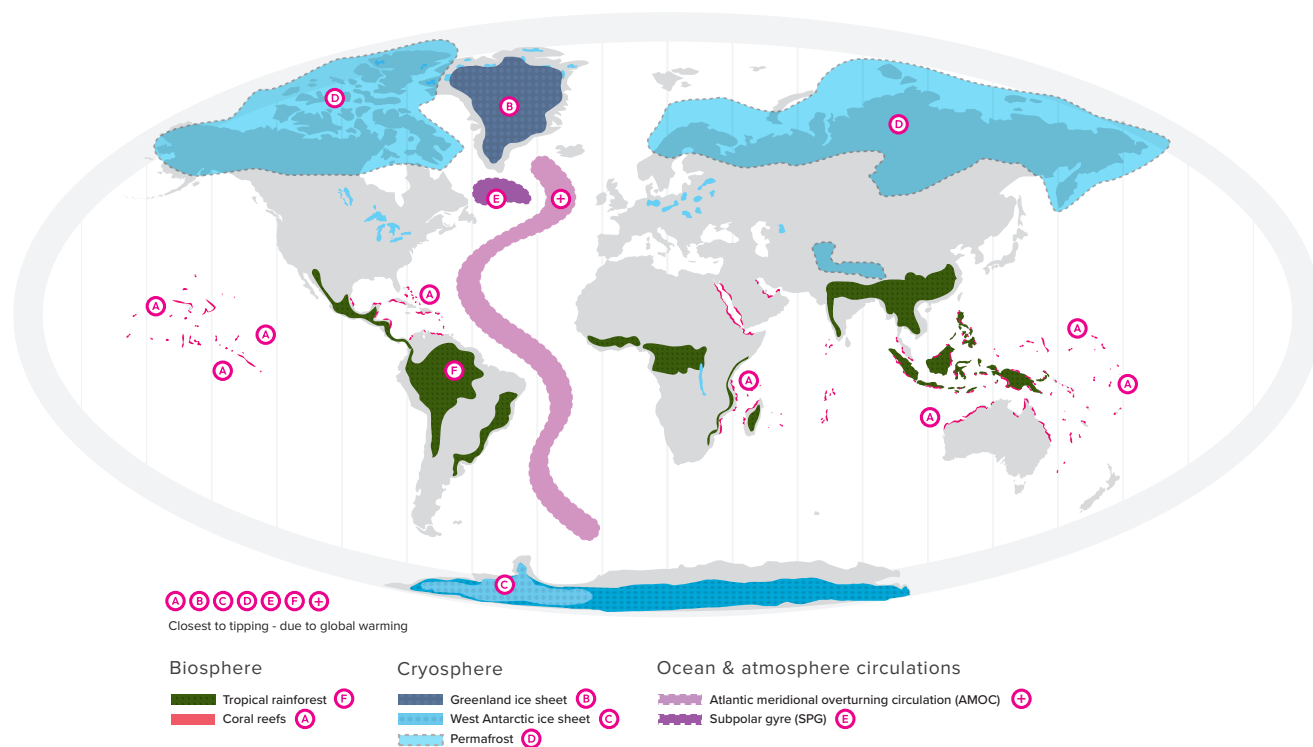 D
B
D
E
+
A
A
A
A
A
F
A
A
A
C
A B C D E F +
Closest to tipping - due to global warming
Biosphere
Tropical rainforest F
Coral reefs A
Cryosphere
Greenland ice sheet B
West Antarctic ice sheet C
Permafrost D
Ocean & atmosphere circulations
Atlantic meridional overturning circulation (AMOC) +
Subpolar gyre (SPG) E